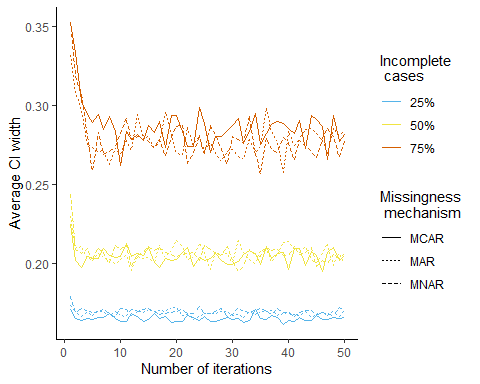 0.35
0.30
0.25
0.20
Average CI width
0
10
20
30
40
50
Number of iterations
Incomplete
cases
25%
50%
75%
Missingness
mechanism
MCAR
MAR
MNAR